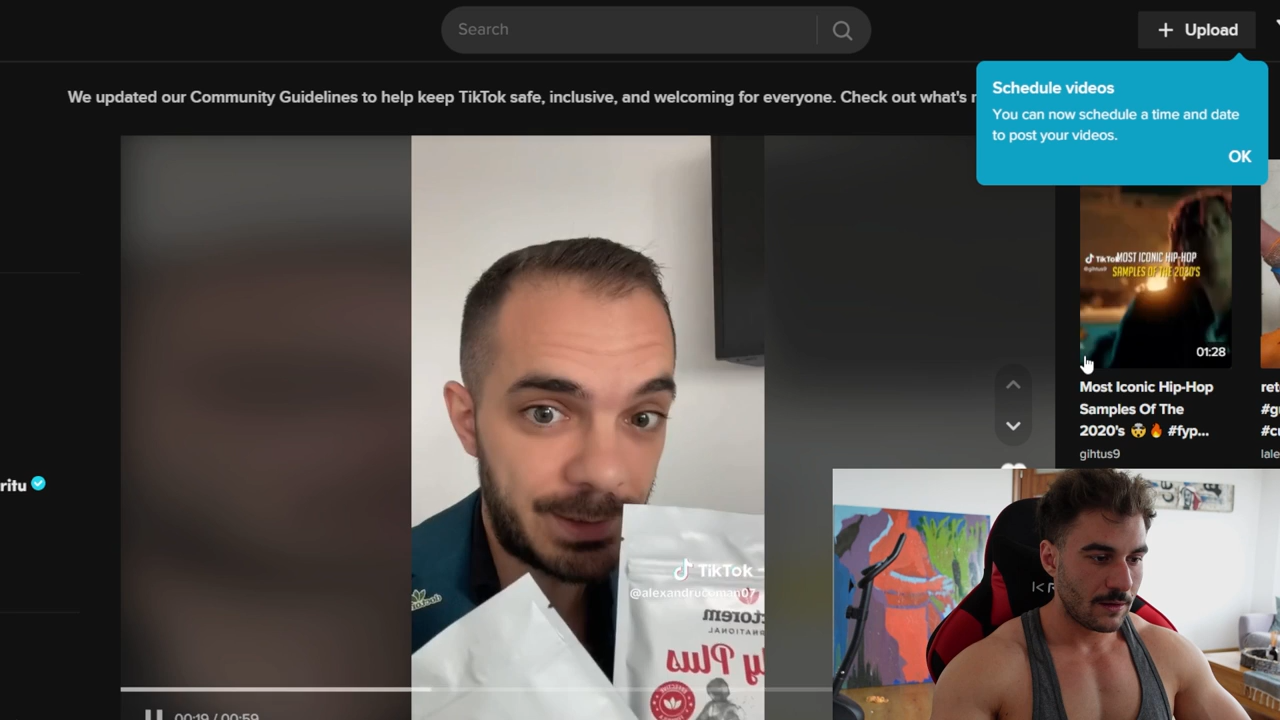 Search
Upload
We updated our Community Guidelines to help keep TikTok safe, inclusive, and welcoming for everyone. Check out what's
Schedule videos
You can now schedule a time and date
to post your videos.
OK
TikTok
MOST ICONIC HIP-HOP
SAMPLES OF THE 2020'S
01:28
Most Iconic Hip-Hop
Samples Of The
2020's 🤯🔥 #fyp...
gihtus9
ritu
TikTok
INTERNATIONAL
Plus
00:19 / 00:59